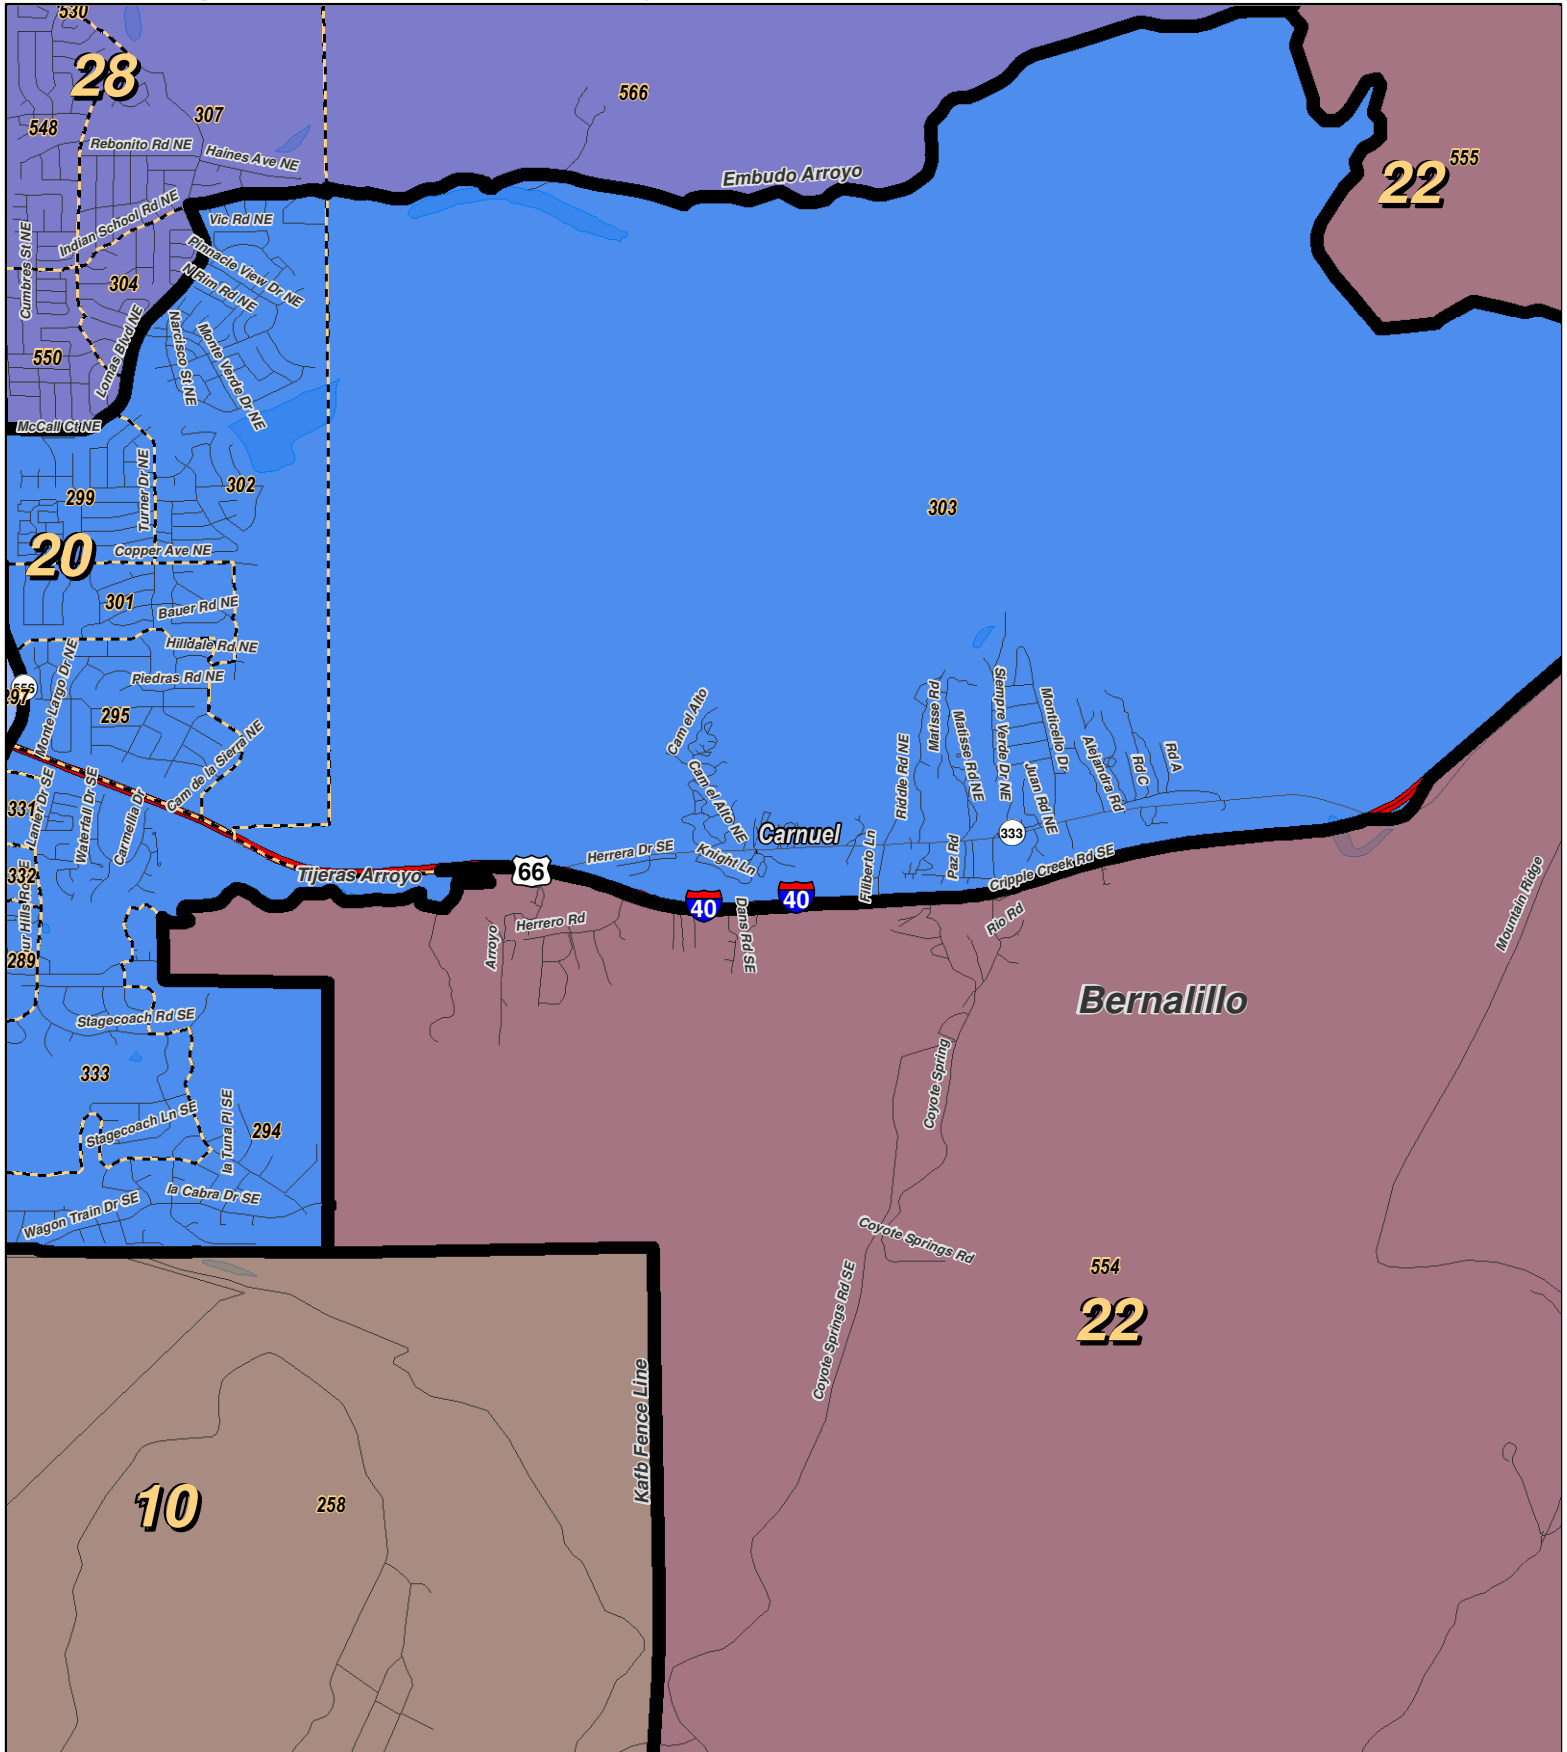 530
28
566
307
548
Rebonito Rd NE
Haines Ave NE
555
22
Embudo Arroyo
Indian School Rd NE
Vic Rd NE
Cumbres St NE
Pinnacle View Dr NE
N Rim Rd NE
304
Lomas Blvd NE
Narcisco St NE
Monte Verde Dr NE
550
McCall Ct NE
Turner Dr NE
302
299
303
20
Copper Ave NE
301
Bauer Rd NE
Hilldale Rd NE
Monte Largo Dr NE
Piedras Rd NE
556
297
295
Cam de la Sierra NE
Cam el Alto
Cam el Alto NE
Matisse Rd
Matisse Rd NE
Siempre Verde Dr NE
Monticello Dr
Riddle Rd NE
Juan Rd NE
Alejandra Rd
Rd C
Rd A
331
Waterfall Dr SE
Carmellia Dr
Carnuel
333
Tijeras Arroyo
66
Herrera Dr SE
Knight Ln
Filiberto Ln
Paz Rd
Cripple Creek Rd SE
332
40
40
Arroyo
Herrero Rd
Dans Rd SE
Rio Rd
Mountain Ridge
289
Bernalillo
Stagecoach Rd SE
333
Coyote Spring
Stagecoach Ln SE
la Tuna Pl SE
294
la Cabra Dr SE
Wagon Train Dr SE
Coyote Springs Rd
554
22
Coyote Springs Rd SE
Kafb Fence Line
10
258